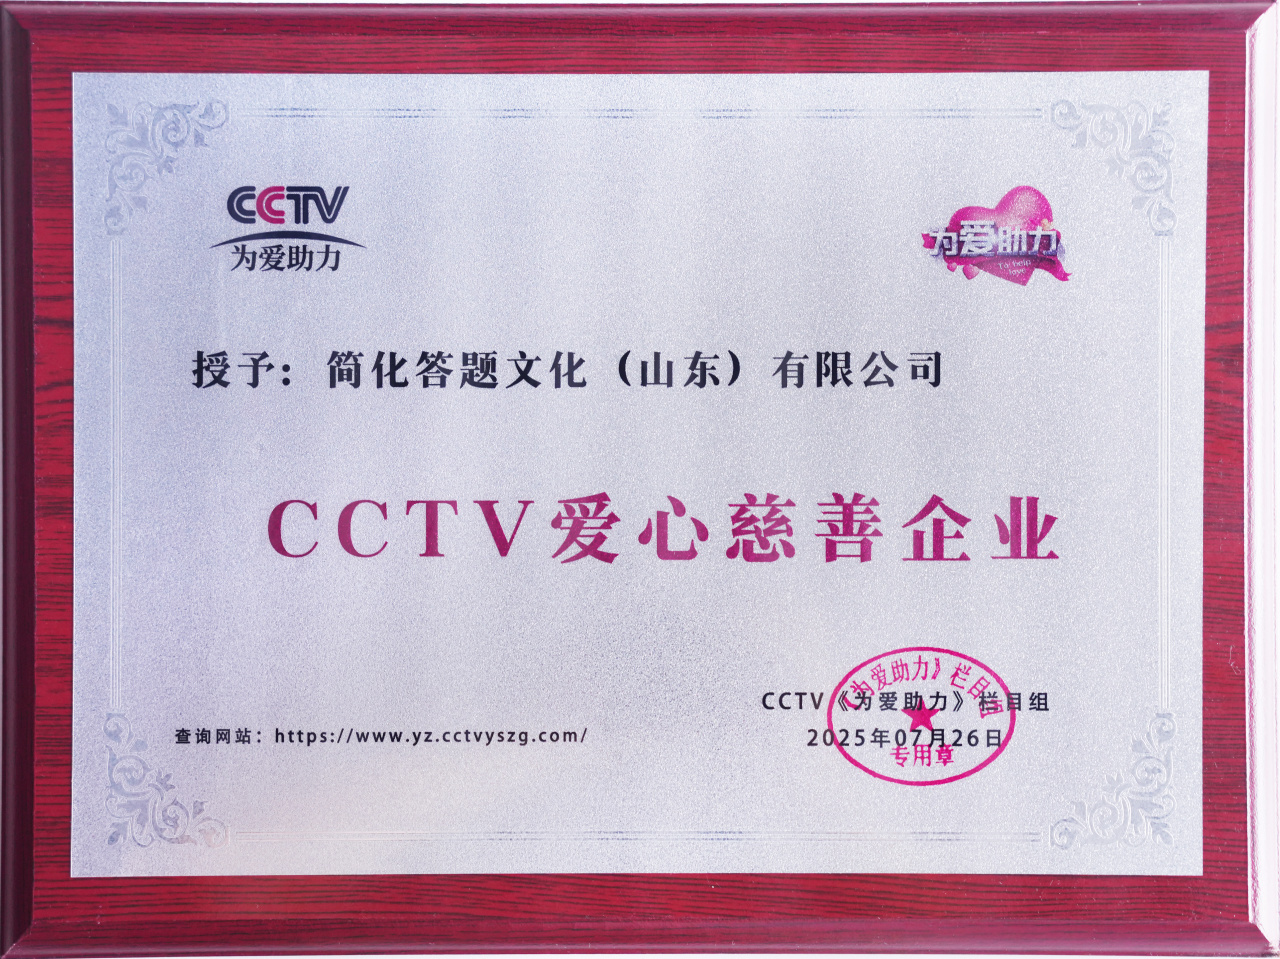 CCTV
为爱助力
为爱助力
To help
love
授予：简化答题文化（山东）有限公司
CCTV爱心慈善企业
《为爱助力》栏目组
CCTV《为爱助力》栏目组
查询网站：https://www.yz.cctvyszg.com/
2025年07月26日
专用章